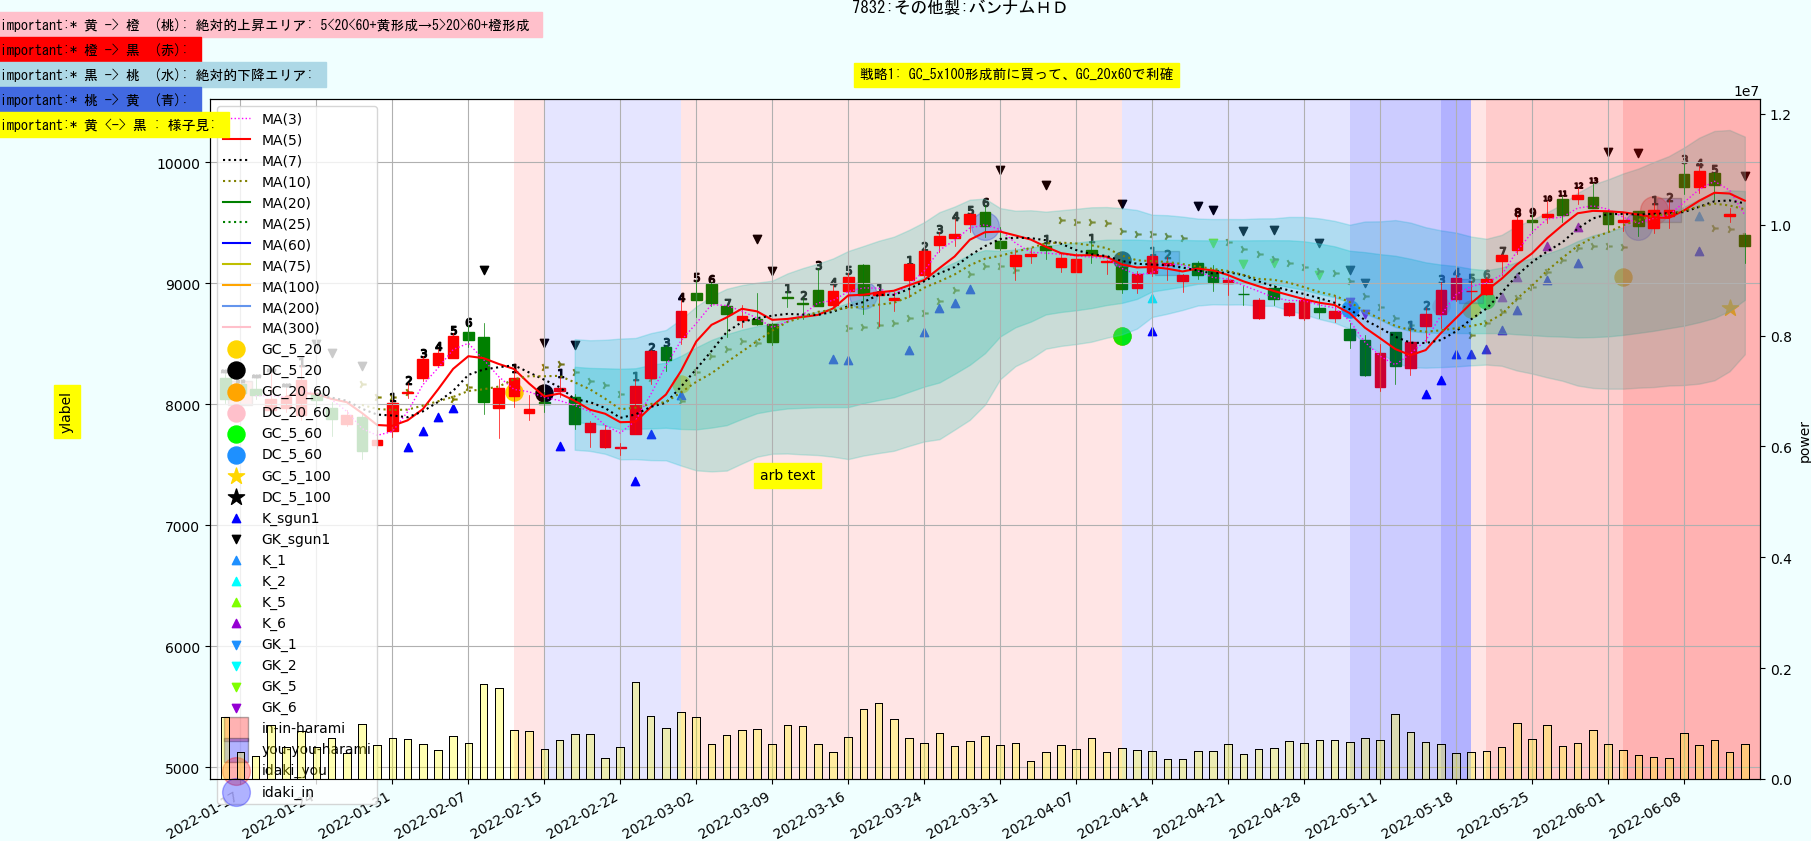 7832:その他製:バンナムＨＤ
important:* 黄 -> 橙 （桃）: 絶対的上昇エリア: 5<20<60+黄形成→5>20>60+橙形成
important:* 橙 -> 黒 （赤）:
important:* 黒 -> 桃 （水）: 絶対的下降エリア:
戦略1: GC_5x100形成前に買って、GC_20x60で利確
important:* 桃 -> 黄 （青）:
important:* 黄 <-> 黒 : 様子見:
1e7
MA(3)
MA(5)
MA(7)
MA(10)
MA(20)
MA(25)
MA(60)
MA(75)
MA(100)
MA(200)
MA(300)
GC_5_20
DC_5_20
GC_20_60
DC_20_60
GC_5_60
DC_5_60
GC_5_100
DC_5_100
K_sgun1
GK_sgun1
K_1
K_2
K_5
K_6
GK_1
GK_2
GK_5
GK_6
in-in-harami
you-you-harami
idaki_you
idaki_in
10000
9000
8000
7000
6000
5000
ylabel
arb text
1.2
1.0
0.8
0.6
0.4
0.2
0.0
power
2022-01-31
2022-02-07
2022-02-15
2022-02-22
2022-03-02
2022-03-09
2022-03-16
2022-03-24
2022-03-31
2022-04-07
2022-04-14
2022-04-21
2022-04-28
2022-05-11
2022-05-18
2022-05-25
2022-06-01
2022-06-08